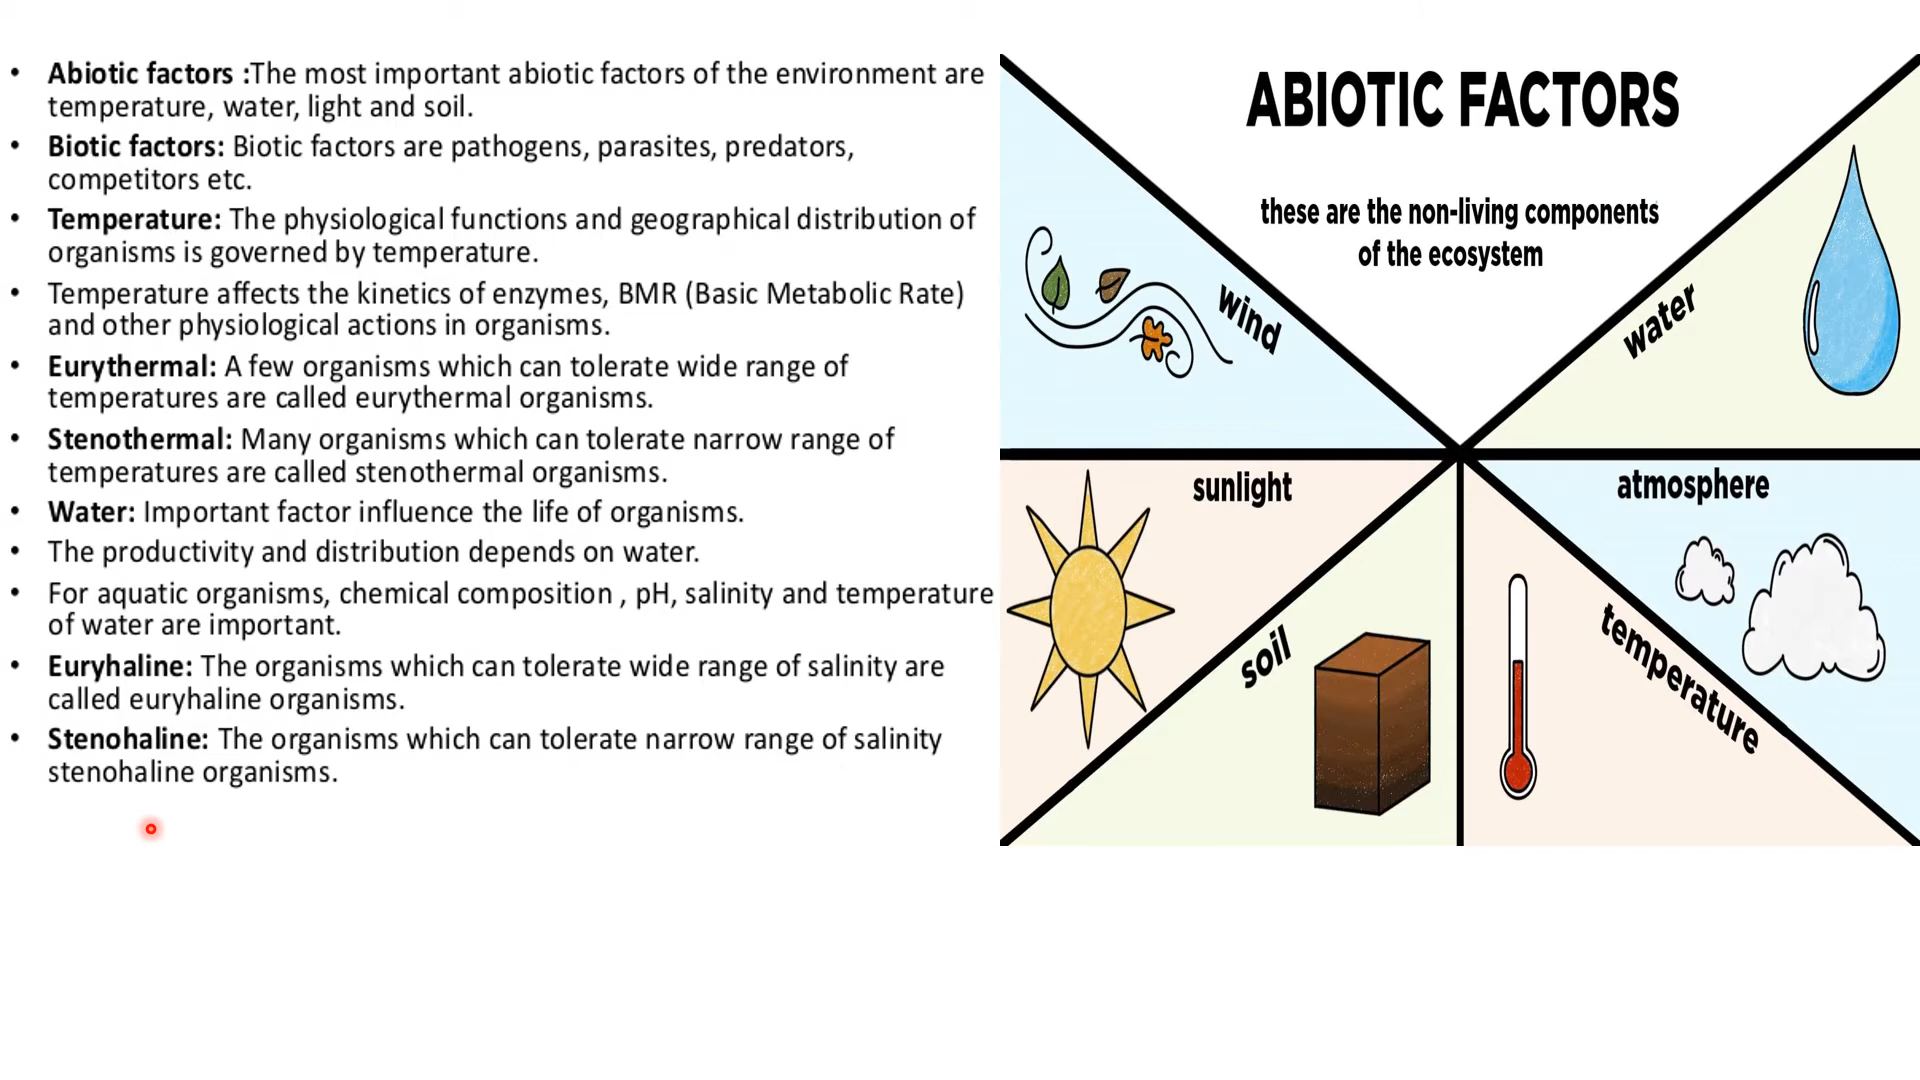 • Abiotic factors :The most important abiotic factors of the environment are
temperature, water, light and soil.
• Biotic factors: Biotic factors are pathogens, parasites, predators,
competitors etc.
• Temperature: The physiological functions and geographical distribution of
organisms is governed by temperature.
• Temperature affects the kinetics of enzymes, BMR (Basic Metabolic Rate)
and other physiological actions in organisms.
• Eurythermal: A few organisms which can tolerate wide range of
temperatures are called eurythermal organisms.
• Stenothermal: Many organisms which can tolerate narrow range of
temperatures are called stenothermal organisms.
• Water: Important factor influence the life of organisms.
• The productivity and distribution depends on water.
• For aquatic organisms, chemical composition , pH, salinity and temperature
of water are important.
• Euryhaline: The organisms which can tolerate wide range of salinity are
called euryhaline organisms.
• Stenohaline: The organisms which can tolerate narrow range of salinity
stenohaline organisms.
ABIOTIC FACTORS
these are the non-living components
of the ecosystem
wind
water
sunlight
atmosphere
soil
temperature